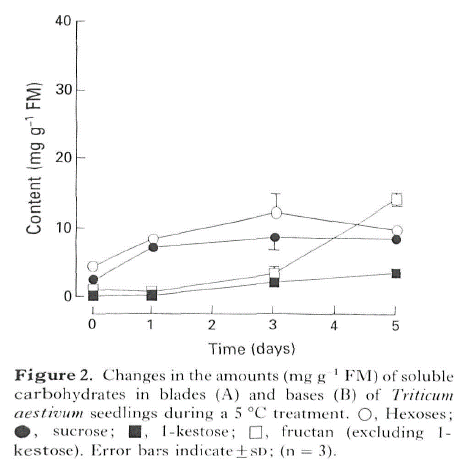 40
30
20
10
0
Content (mg g⁻¹ FM)
0 1 2 3 4 5
Time (days)
Figure 2. Changes in the amounts (mg g⁻¹ FM) of soluble
carbohydrates in blades (A) and bases (B) of Triticum
aestivum seedlings during a 5 °C treatment. ○, Hexoses;
●, sucrose; ■, 1-kestose; □, fructan (excluding 1-
kestose). Error bars indicate ± SD; (n = 3).